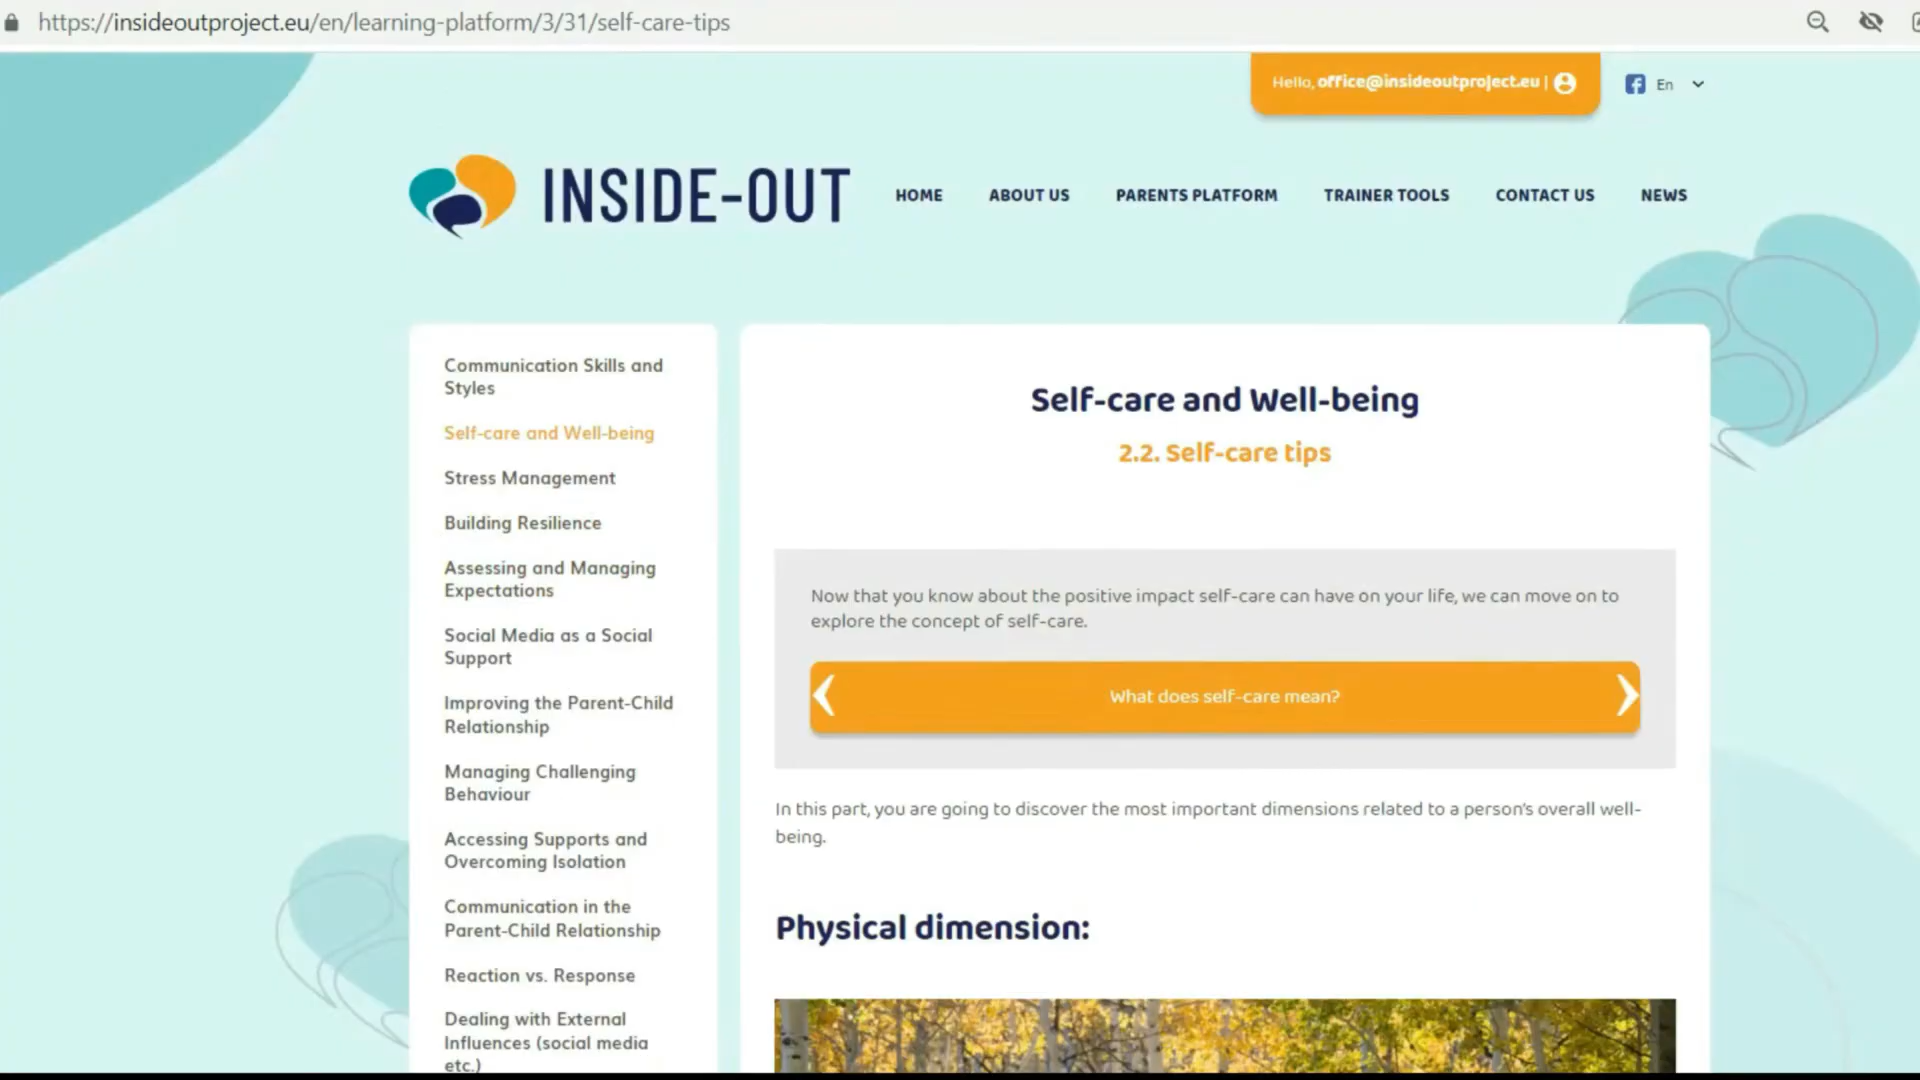 https://insideoutproject.eu/en/learning-platform/3/31/self-care-tips
Hello, office@insideoutproject.eu |
En
INSIDE-OUT
HOME
ABOUT US
PARENTS PLATFORM
TRAINER TOOLS
CONTACT US
NEWS
Communication Skills and
Styles
Self-care and Well-being
Stress Management
Building Resilience
Assessing and Managing
Expectations
Social Media as a Social
Support
Improving the Parent-Child
Relationship
Managing Challenging
Behaviour
Accessing Supports and
Overcoming Isolation
Communication in the
Parent-Child Relationship
Reaction vs. Response
Dealing with External
Influences (social media
etc.)
Self-care and Well-being
2.2. Self-care tips
Now that you know about the positive impact self-care can have on your life, we can move on to
explore the concept of self-care.
What does self-care mean?
In this part, you are going to discover the most important dimensions related to a person's overall well-
being.
Physical dimension: